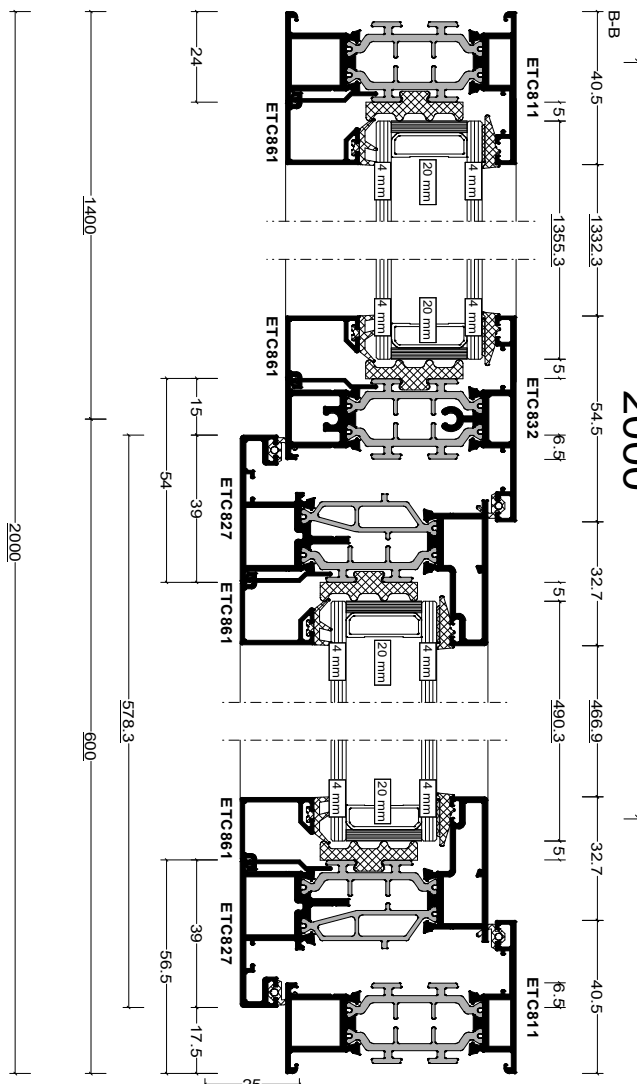 2000
B-B
40.5 1332.3 54.5 32.7 466.9 32.7 40.5
5 1355.3 5 6.5 5 490.3 5 6.5
ETC811 ETC832 ETC811
4 mm 4 mm 4 mm 4 mm
20 mm 20 mm 20 mm 20 mm
4 mm 4 mm 4 mm 4 mm
ETC861 ETC861 ETC827 ETC861 ETC861 ETC827
24 15 39 39 17.5
54 56.5
578.3
1400 600
2000